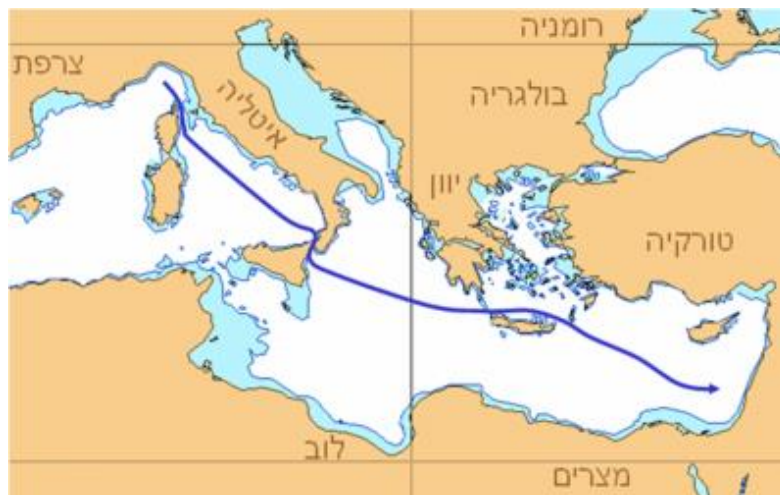 רומניה
צרפת
בולגריה
איטליה
יוון
טורקיה
לוב
מצרים